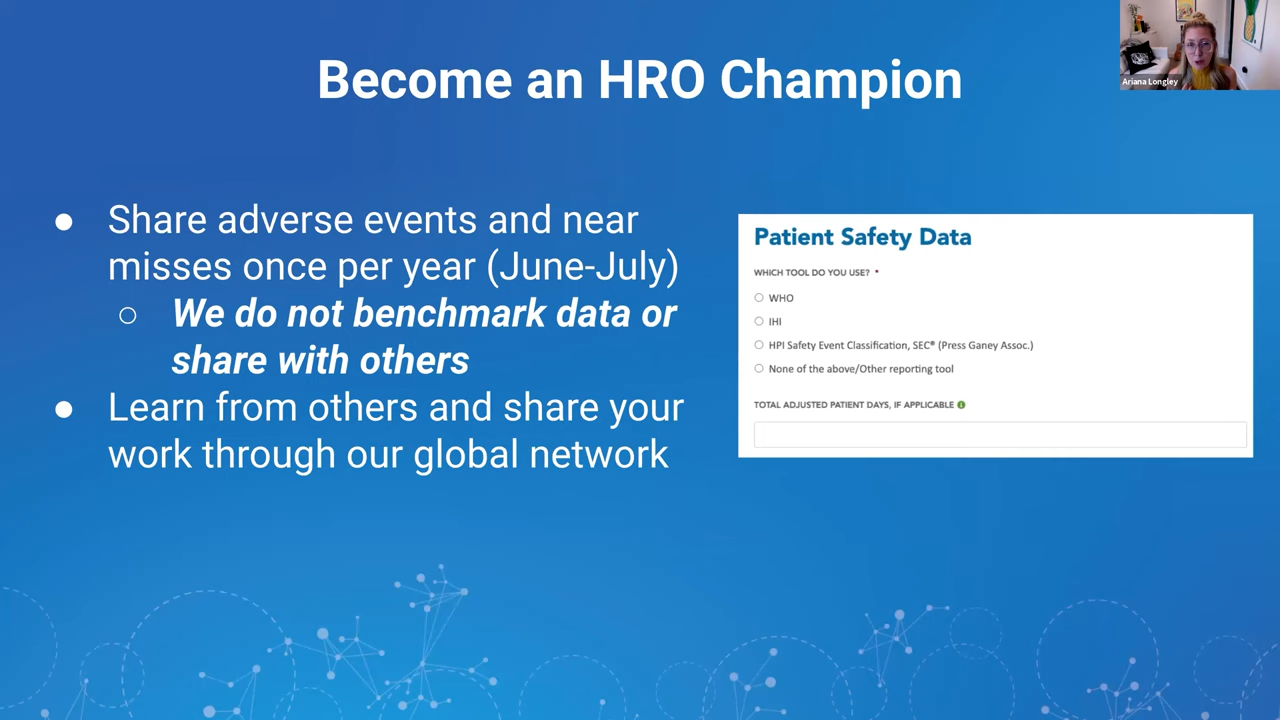 Become an HRO Champion
Ariana Longley
● Share adverse events and near
misses once per year (June-July)
○ We do not benchmark data or
share with others
● Learn from others and share your
work through our global network
Patient Safety Data
WHICH TOOL DO YOU USE? *
WHO
IHI
HPI Safety Event Classification, SEC® (Press Ganey Assoc.)
None of the above/Other reporting tool
TOTAL ADJUSTED PATIENT DAYS, IF APPLICABLE